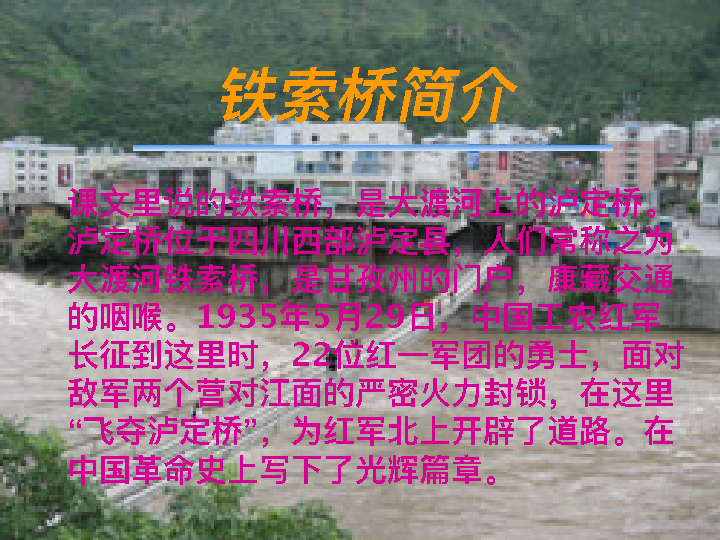 铁索桥简介
课文里说的铁索桥，是大渡河上的泸定桥。
泸定桥位于四川西部泸定县，人们常称之为
大渡河铁索桥，是甘孜州的门户，康藏交通
的咽喉。1935年5月29日，中国工农红军
长征到这里时，22位红一军团的勇士，面对
敌军两个营对江面的严密火力封锁，在这里
“飞夺泸定桥”，为红军北上开辟了道路。在
中国革命史上写下了光辉篇章。